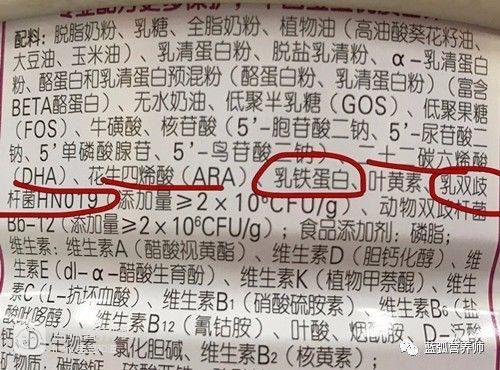 配料：脱脂奶粉、乳糖、全脂奶粉、植物油（高油酸葵花籽油、
大豆油、玉米油）、乳清蛋白粉、脱盐乳清粉、α-乳清蛋白
粉、酪蛋白和乳清蛋白预混粉（酪蛋白粉、乳清蛋白粉）（富含
BETA酪蛋白）、无水奶油、低聚半乳糖（GOS）、低聚果糖
（FOS）、牛磺酸、核苷酸（5'-胞苷酸二钠、5'-尿苷酸二
钠、5'单磷酸腺苷、5'-鸟苷酸二钠）、二十二碳六烯酸
（DHA）、花生四烯酸（ARA）、乳铁蛋白、叶黄素、乳双歧
杆菌HN019（添加量≥2×10⁶CFU/g）、动物双歧杆菌
Bb-12（添加量≥2×10⁶CFU/g）；食品添加剂：磷脂；
维生素：维生素A（醋酸视黄酯）、维生素D（胆钙化醇）、维生
素E（dl-α-醋酸生育酚）、维生素K（植物甲萘醌）、维生
素C（L-抗坏血酸）、维生素B₁（硝酸硫胺素）、维生素B₆（盐
酸吡哆醇）、维生素B₁₂（氰钴胺）、叶酸、烟酰胺、D-泛酸
钙、D-生物素、氯化胆碱、维生素B₂（核黄素）；
矿物质：碳酸钙、
蓝狐营养师